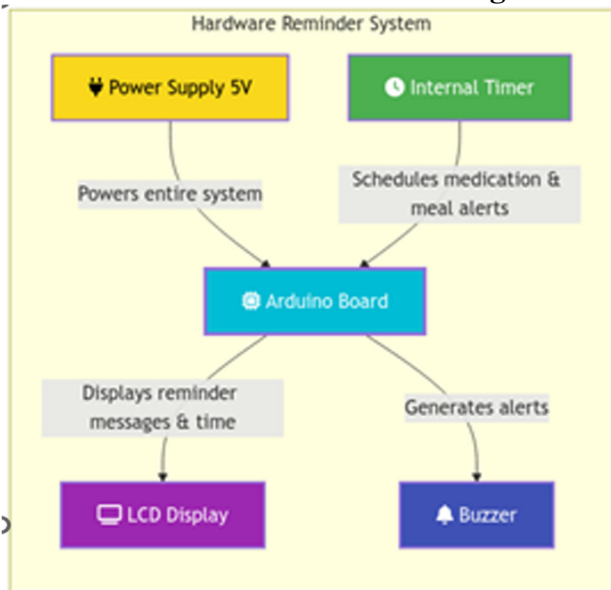 Hardware Reminder System
Power Supply 5V
Internal Timer
Powers entire system
Schedules medication &
meal alerts
Arduino Board
Displays reminder
messages & time
Generates alerts
LCD Display
Buzzer